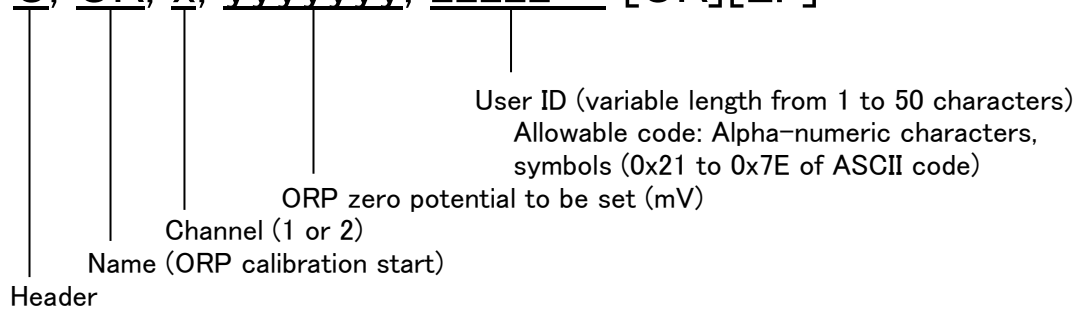 User ID (variable length from 1 to 50 characters)
Allowable code: Alpha-numeric characters,
symbols (0x21 to 0x7E of ASCII code)
ORP zero potential to be set (mV)
Channel (1 or 2)
Name (ORP calibration start)
Header